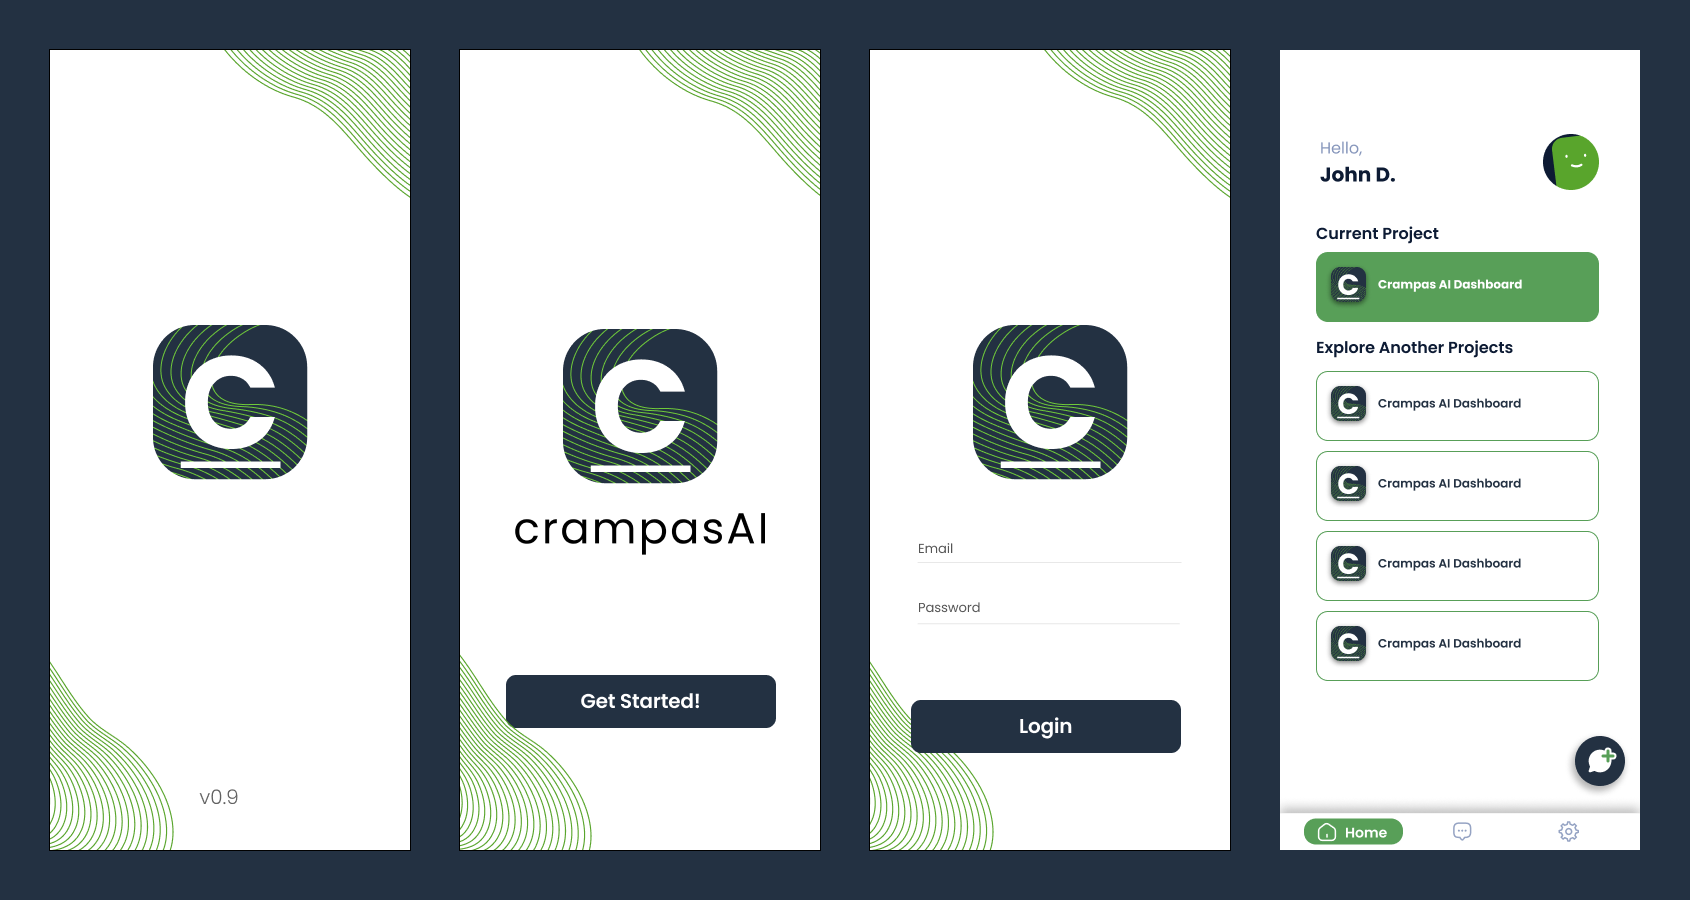 C
v0.9
C
crampasAI
Get Started!
C
Email
Password
Login
Hello,
John D.
Current Project
C Crampas AI Dashboard
Explore Another Projects
C Crampas AI Dashboard
C Crampas AI Dashboard
C Crampas AI Dashboard
C Crampas AI Dashboard
Home